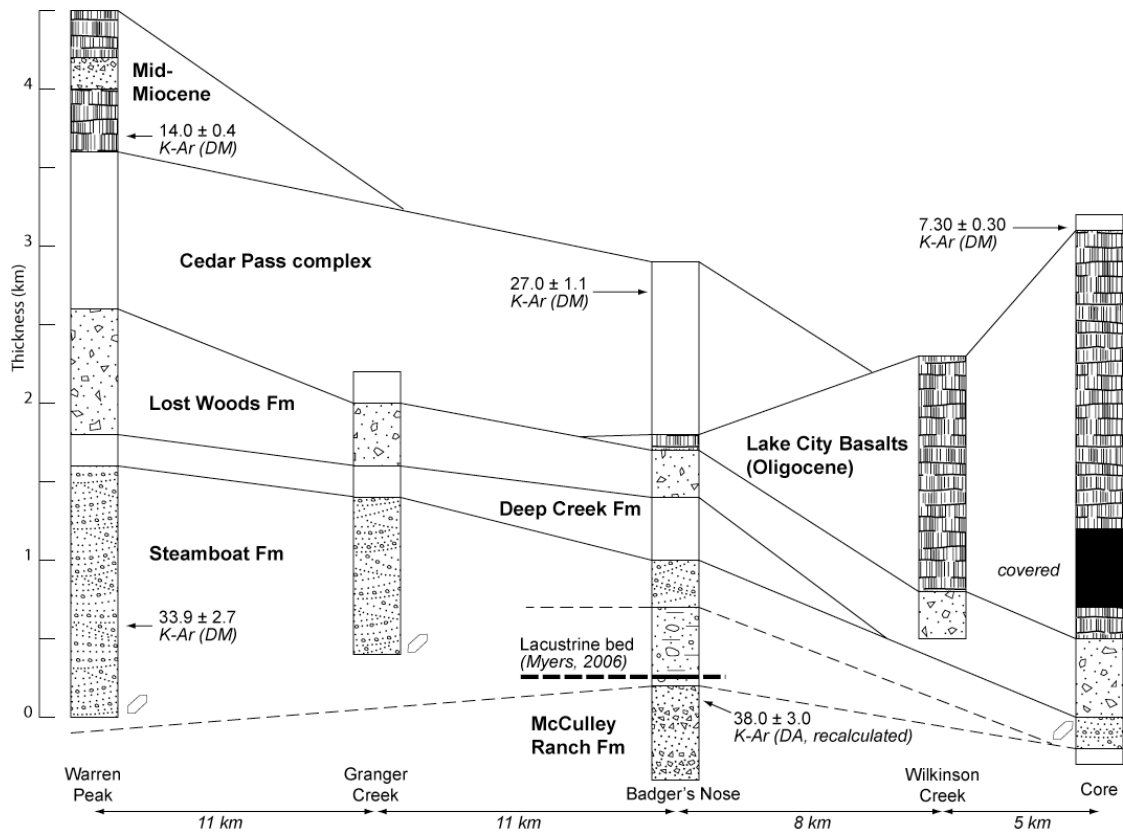 4
3
2
1
0
Thickness (km)
Mid-
Miocene
14.0 ± 0.4
K-Ar (DM)
Cedar Pass complex
27.0 ± 1.1
K-Ar (DM)
7.30 ± 0.30
K-Ar (DM)
Lost Woods Fm
Lake City Basalts
(Oligocene)
Deep Creek Fm
Steamboat Fm
covered
33.9 ± 2.7
K-Ar (DM)
Lacustrine bed
(Myers, 2006)
McCulley
Ranch Fm
38.0 ± 3.0
K-Ar (DA, recalculated)
Warren
Peak
Granger
Creek
Badger's Nose
Wilkinson
Creek
Core
11 km
11 km
8 km
5 km